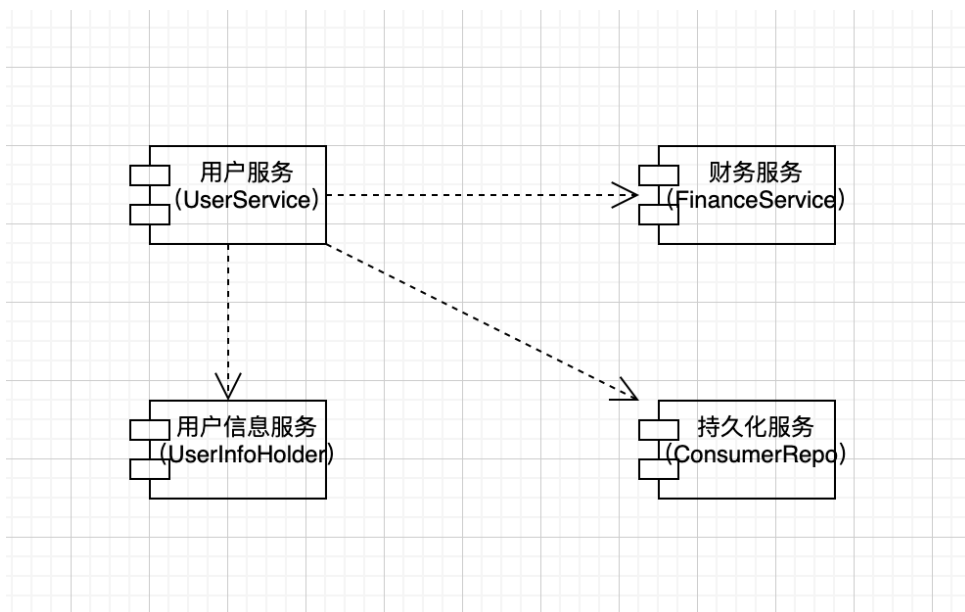 用户服务
(UserService)
财务服务
(FinanceService)
用户信息服务
(UserInfoHolder)
持久化服务
(ConsumerRepo)